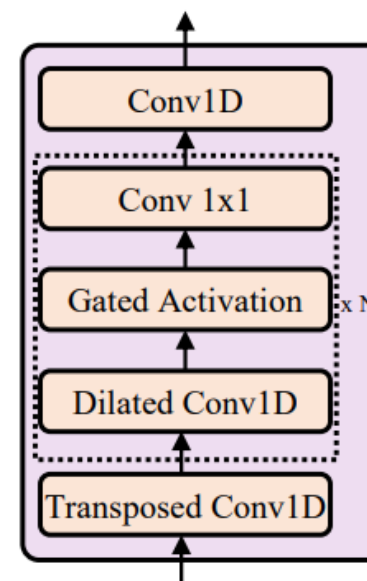 Conv1D
Conv 1x1
Gated Activation
x N
Dilated Conv1D
Transposed Conv1D